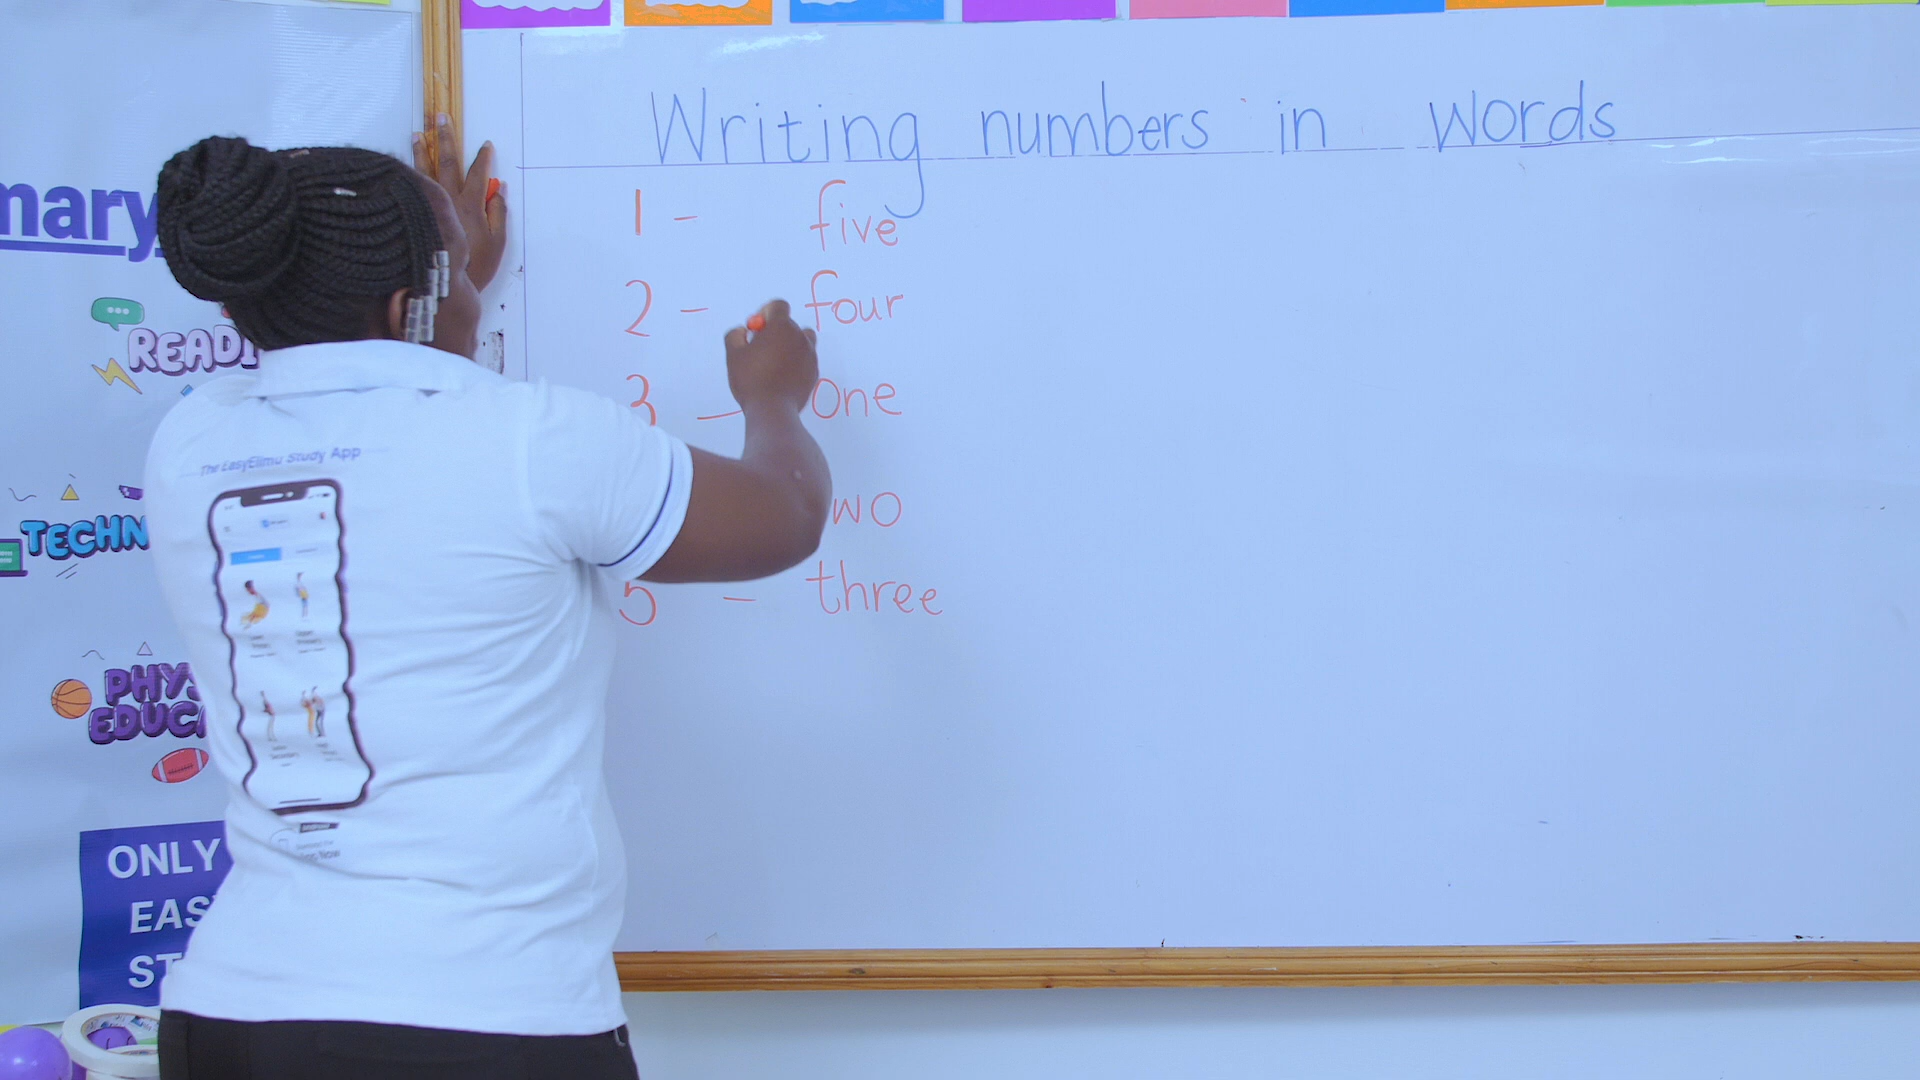 Writing numbers in words
1 - five
2 - four
3 - One
wo
5 - three
mary
READI
TECHN
PHYS
EDUCA
ONLY
EAS
ST
The EasyElimu Study App